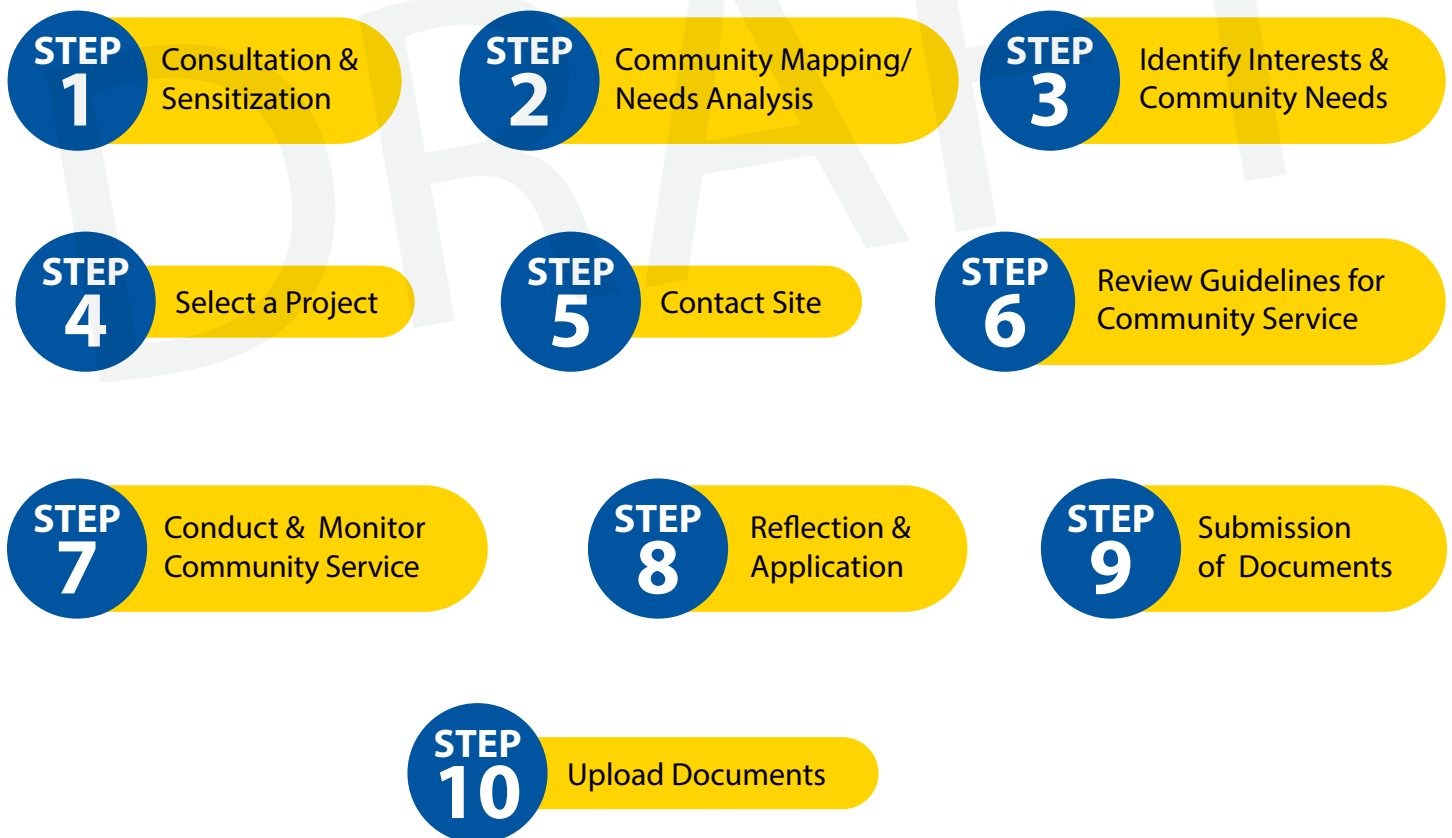 DRAFT
STEP
1
Consultation &
Sensitization
STEP
2
Community Mapping/
Needs Analysis
STEP
3
Identify Interests &
Community Needs
STEP
4
Select a Project
STEP
5
Contact Site
STEP
6
Review Guidelines for
Community Service
STEP
7
Conduct & Monitor
Community Service
STEP
8
Reflection &
Application
STEP
9
Submission
of Documents
STEP
10
Upload Documents